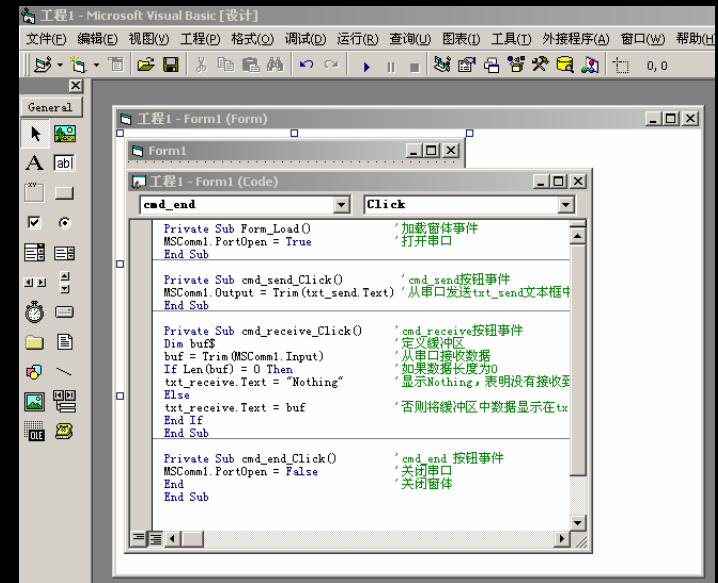 工程1 - Microsoft Visual Basic [设计]
文件(F) 编辑(E) 视图(V) 工程(P) 格式(O) 调试(D) 运行(R) 查询(U) 图表(I) 工具(T) 外接程序(A) 窗口(W) 帮助(H
0, 0
General
工程1 - Form1 (Form)
A
ab
Form1
工程1 - Form1 (Code)
cmd_end Click
Private Sub Form_Load() '加载窗体事件
MSComm1.PortOpen = True '打开串口
End Sub
Private Sub cmd_send_Click() 'cmd_send按钮事件
MSComm1.Output = Trim(txt_send.Text) '从串口发送txt_send文本框中
End Sub
Private Sub cmd_receive_Click() 'cmd_receive按钮事件
Dim buf$ '定义缓冲区
buf = Trim(MSComm1.Input) '从串口接收数据
If Len(buf) = 0 Then '如果数据长度为0
txt_receive.Text = "Nothing" '显示Nothing，表明没有接收到
Else
txt_receive.Text = buf '否则将缓冲区中数据显示在tx
End If
End Sub
Private Sub cmd_end_Click() 'cmd_end 按钮事件
MSComm1.PortOpen = False '关闭串口
End '关闭窗体
End Sub
OLE